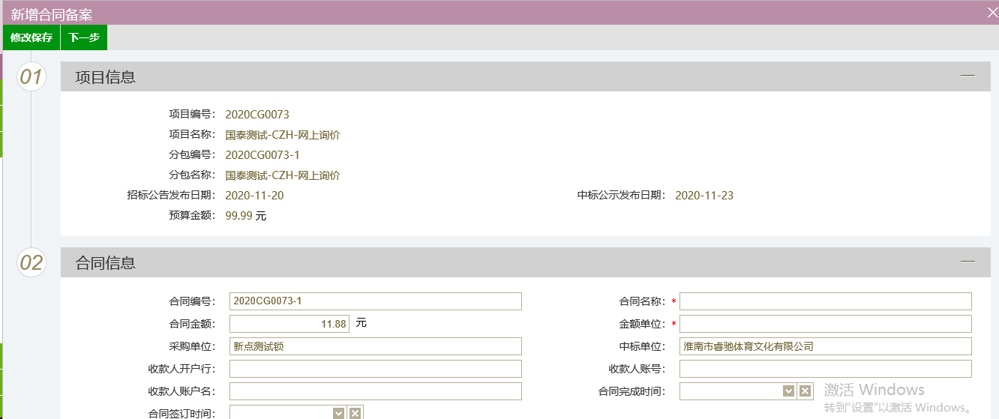 新增合同备案
修改保存 下一步
01 项目信息
项目编号： 2020CG0073
项目名称： 国泰测试-CZH-网上询价
分包编号： 2020CG0073-1
分包名称： 国泰测试-CZH-网上询价
招标公告发布日期： 2020-11-20 中标公示发布日期： 2020-11-23
预算金额： 99.99 元
02 合同信息
合同编号： 2020CG0073-1 合同名称：*
合同金额： 11.88 元 金额单位：*
采购单位： 新点测试锁 中标单位： 淮南市睿驰体育文化有限公司
收款人开户行： 收款人账号：
收款人账户名： 合同完成时间：
激活 Windows
转到“设置”以激活 Windows。
合同签订时间：